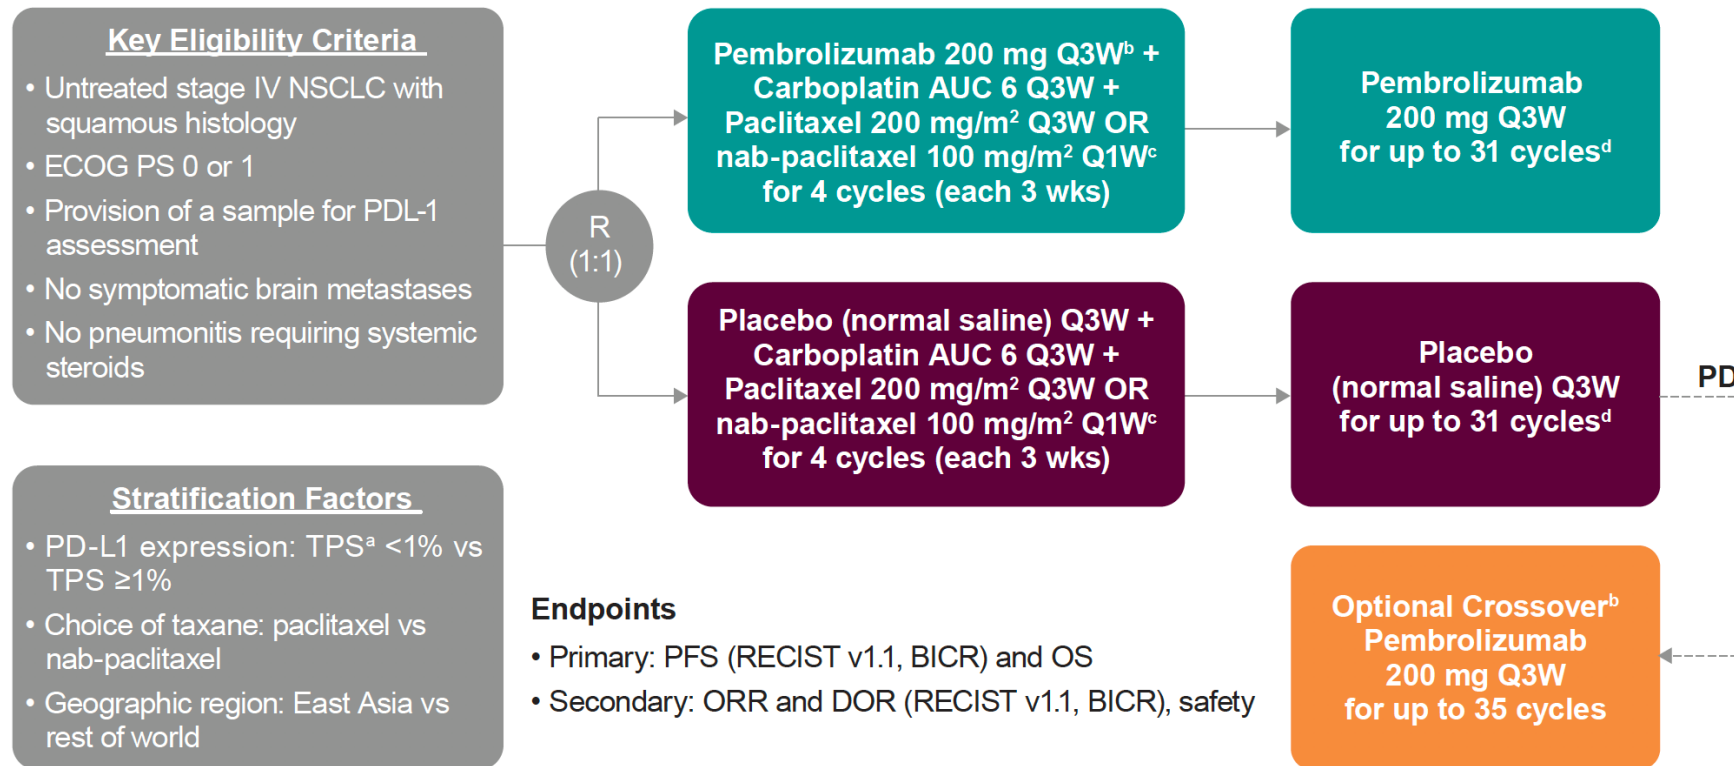 Key Eligibility Criteria
• Untreated stage IV NSCLC with
squamous histology
• ECOG PS 0 or 1
• Provision of a sample for PDL-1
assessment
• No symptomatic brain metastases
• No pneumonitis requiring systemic
steroids
Stratification Factors
• PD-L1 expression: TPSᵃ <1% vs
TPS ≥1%
• Choice of taxane: paclitaxel vs
nab-paclitaxel
• Geographic region: East Asia vs
rest of world
R
(1:1)
Pembrolizumab 200 mg Q3Wᵇ +
Carboplatin AUC 6 Q3W +
Paclitaxel 200 mg/m² Q3W OR
nab-paclitaxel 100 mg/m² Q1Wᶜ
for 4 cycles (each 3 wks)
Pembrolizumab
200 mg Q3W
for up to 31 cyclesᵈ
Placebo (normal saline) Q3W +
Carboplatin AUC 6 Q3W +
Paclitaxel 200 mg/m² Q3W OR
nab-paclitaxel 100 mg/m² Q1Wᶜ
for 4 cycles (each 3 wks)
Placebo
(normal saline) Q3W
for up to 31 cyclesᵈ
PD
Optional Crossoverᵇ
Pembrolizumab
200 mg Q3W
for up to 35 cycles
Endpoints
• Primary: PFS (RECIST v1.1, BICR) and OS
• Secondary: ORR and DOR (RECIST v1.1, BICR), safety